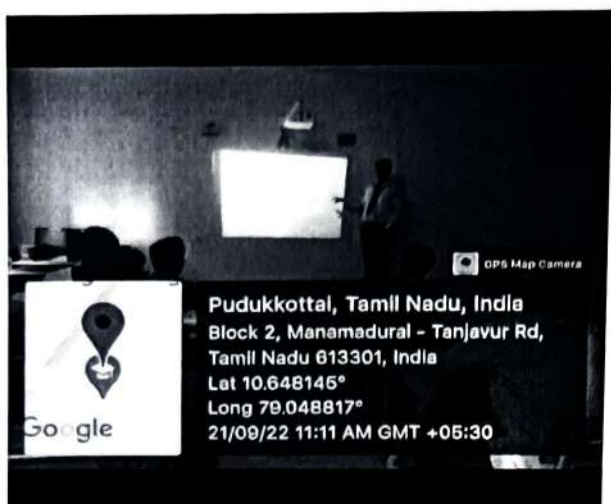 GPS Map Camera
Pudukkottai, Tamil Nadu, India
Block 2, Manamadurai - Tanjavur Rd,
Tamil Nadu 613301, India
Lat 10.648145°
Long 79.048817°
21/09/22 11:11 AM GMT +05:30
Google